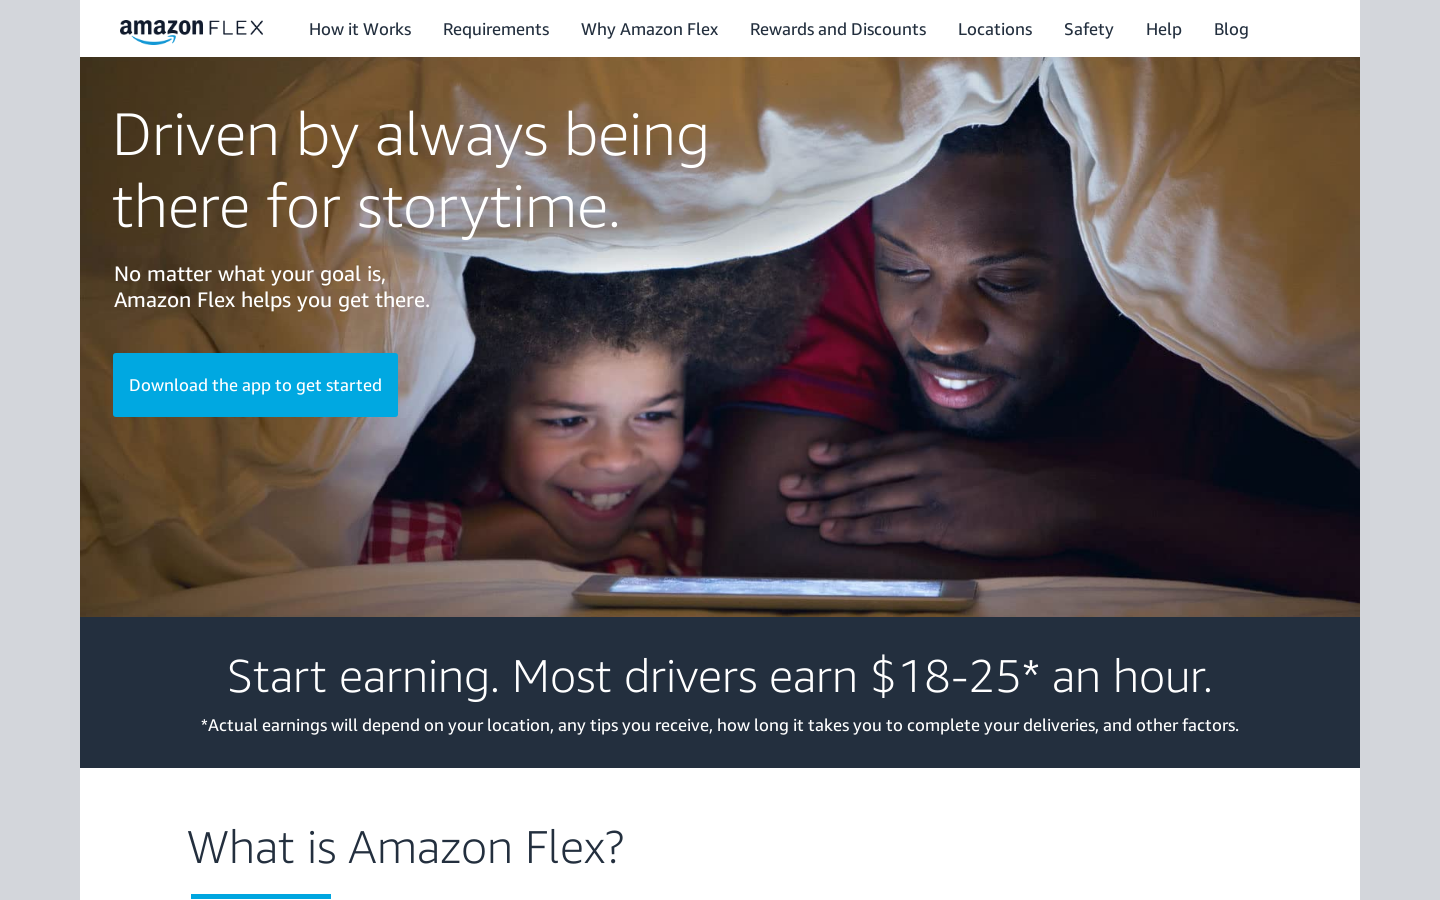 amazon FLEX
How it Works
Requirements
Why Amazon Flex
Rewards and Discounts
Locations
Safety
Help
Blog
Driven by always being
there for storytime.
No matter what your goal is,
Amazon Flex helps you get there.
Download the app to get started
Start earning. Most drivers earn $18-25* an hour.
*Actual earnings will depend on your location, any tips you receive, how long it takes you to complete your deliveries, and other factors.
What is Amazon Flex?